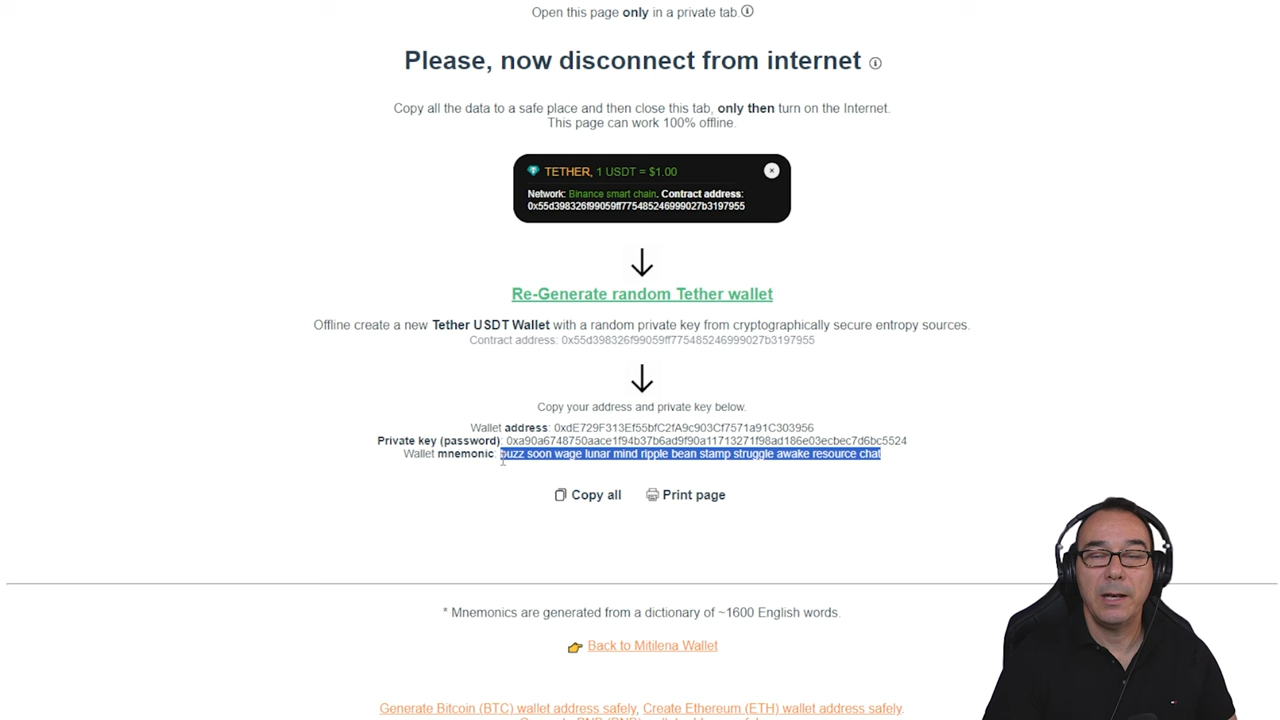 Open this page only in a private tab.
Please, now disconnect from internet
Copy all the data to a safe place and then close this tab, only then turn on the Internet.
This page can work 100% offline.
TETHER, 1 USDT = $1.00
Network: Binance smart chain. Contract address:
0x55d398326f99059ff775485246999027b3197955
Re-Generate random Tether wallet
Offline create a new Tether USDT Wallet with a random private key from cryptographically secure entropy sources.
Contract address: 0x55d398326f99059ff775485246999027b3197955
Copy your address and private key below.
Wallet address: 0xdE729F313Ef55bfC2fA9c903Cf7571a91C303956
Private key (password): 0xa90a6748750aace1f94b37b6ad9f90a11713271f98ad186e03ecbec7d6bc5524
Wallet mnemonic: buzz soon wage lunar mind ripple bean stamp struggle awake resource chat
Copy all Print page
* Mnemonics are generated from a dictionary of ~1600 English words.
Back to Mitilena Wallet
Generate Bitcoin (BTC) wallet address safely, Create Ethereum (ETH) wallet address safely.